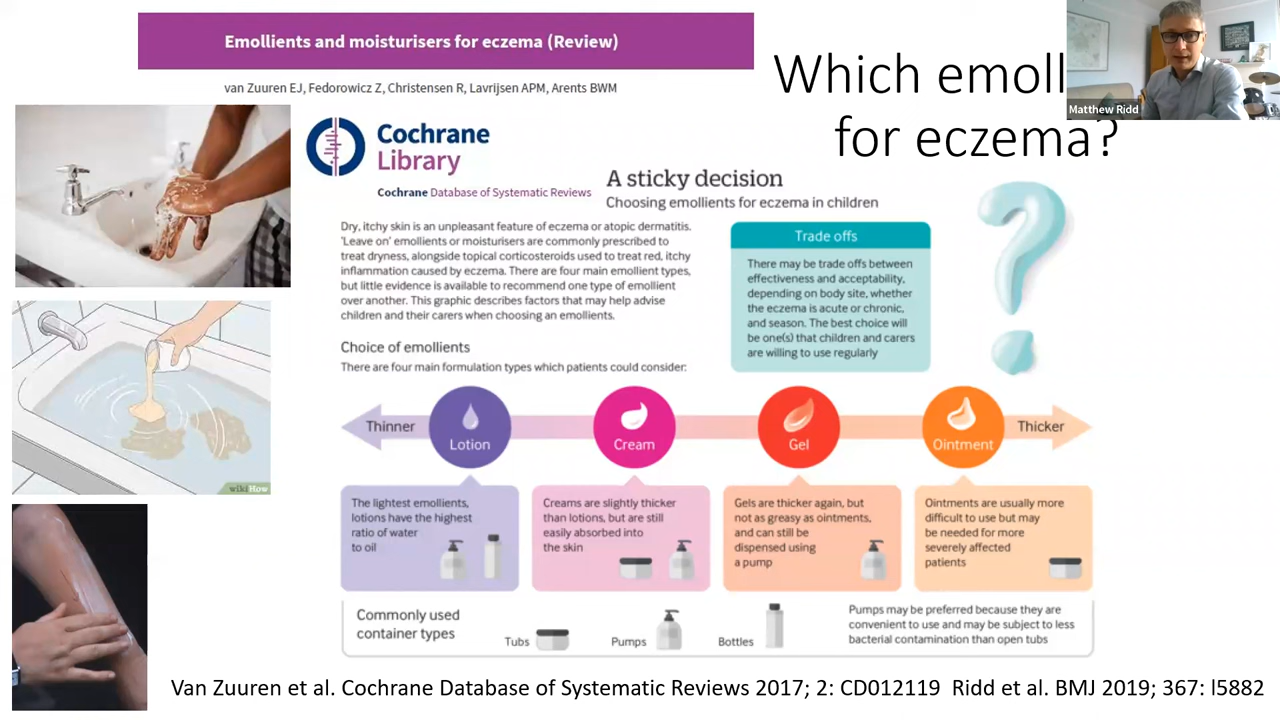 Emollients and moisturisers for eczema (Review)
van Zuuren EJ, Fedorowicz Z, Christensen R, Lavrijsen APM, Arents BWM
Which emoll
for eczema?
Matthew Ridd
Cochrane
Library
Cochrane Database of Systematic Reviews
A sticky decision
Choosing emollients for eczema in children
Dry, itchy skin is an unpleasant feature of eczema or atopic dermatitis.
'Leave on' emollients or moisturisers are commonly prescribed to
treat dryness, alongside topical corticosteroids used to treat red, itchy
inflammation caused by eczema. There are four main emollient types,
but little evidence is available to recommend one type of emollient
over another. This graphic describes factors that may help advise
children and their carers when choosing an emollients.
Trade offs
There may be trade offs between
effectiveness and acceptability,
depending on body site, whether
the eczema is acute or chronic,
and season. The best choice will
be one(s) that children and carers
are willing to use regularly
Choice of emollients
There are four main formulation types which patients could consider:
Thinner
Lotion
Cream
Gel
Ointment
Thicker
The lightest emollients,
lotions have the highest
ratio of water
to oil
Creams are slightly thicker
than lotions, but are still
easily absorbed into
the skin
Gels are thicker again, but
not as greasy as ointments,
and can still be
dispensed using
a pump
Ointments are usually more
difficult to use but may
be needed for more
severely affected
patients
Commonly used
container types
Tubs
Pumps
Bottles
Pumps may be preferred because they are
convenient to use and may be subject to less
bacterial contamination than open tubs
wikiHow
Van Zuuren et al. Cochrane Database of Systematic Reviews 2017; 2: CD012119 Ridd et al. BMJ 2019; 367: l5882